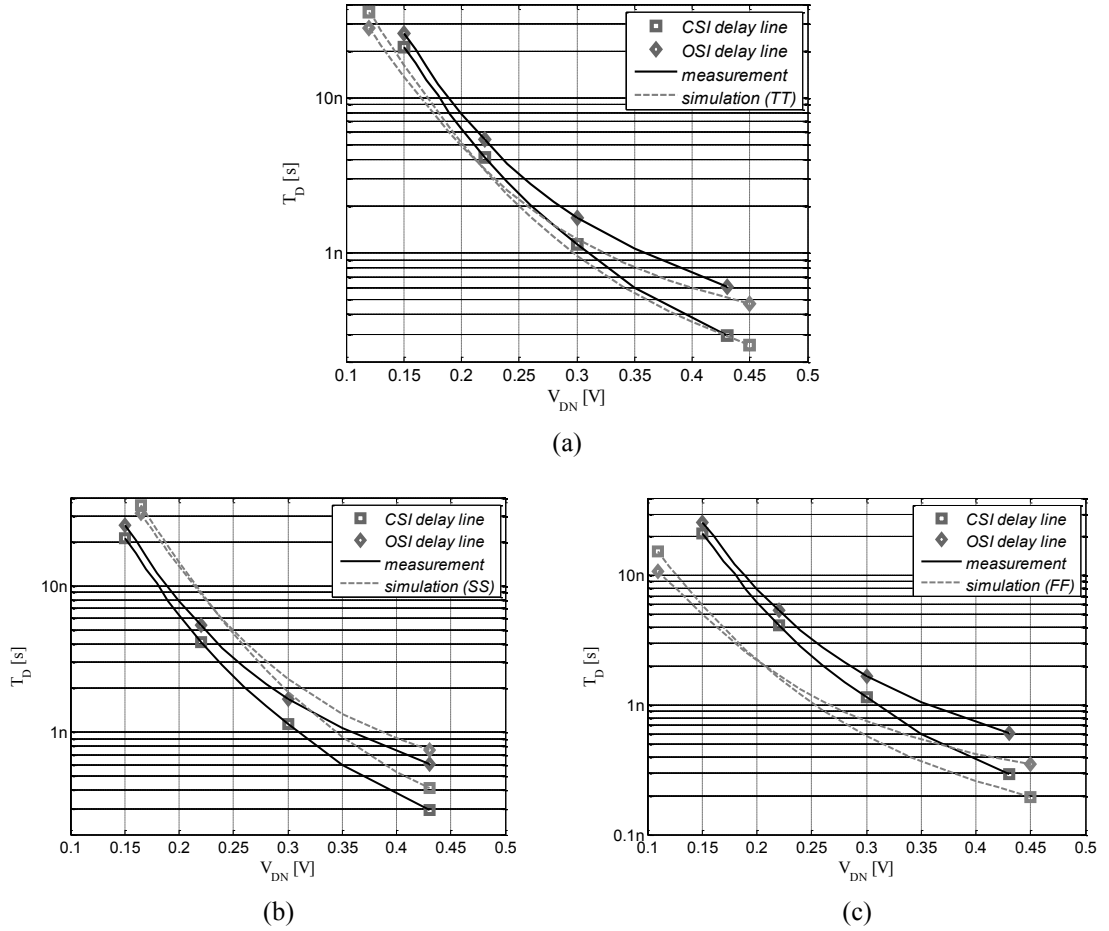 CSI delay line
OSI delay line
measurement
simulation (TT)
10n
1n
T_D [s]
0.1 0.15 0.2 0.25 0.3 0.35 0.4 0.45 0.5
V_DN [V]
(a)
CSI delay line
OSI delay line
measurement
simulation (SS)
10n
1n
T_D [s]
0.1 0.15 0.2 0.25 0.3 0.35 0.4 0.45 0.5
V_DN [V]
(b)
CSI delay line
OSI delay line
measurement
simulation (FF)
10n
1n
0.1n
T_D [s]
0.1 0.15 0.2 0.25 0.3 0.35 0.4 0.45 0.5
V_DN [V]
(c)